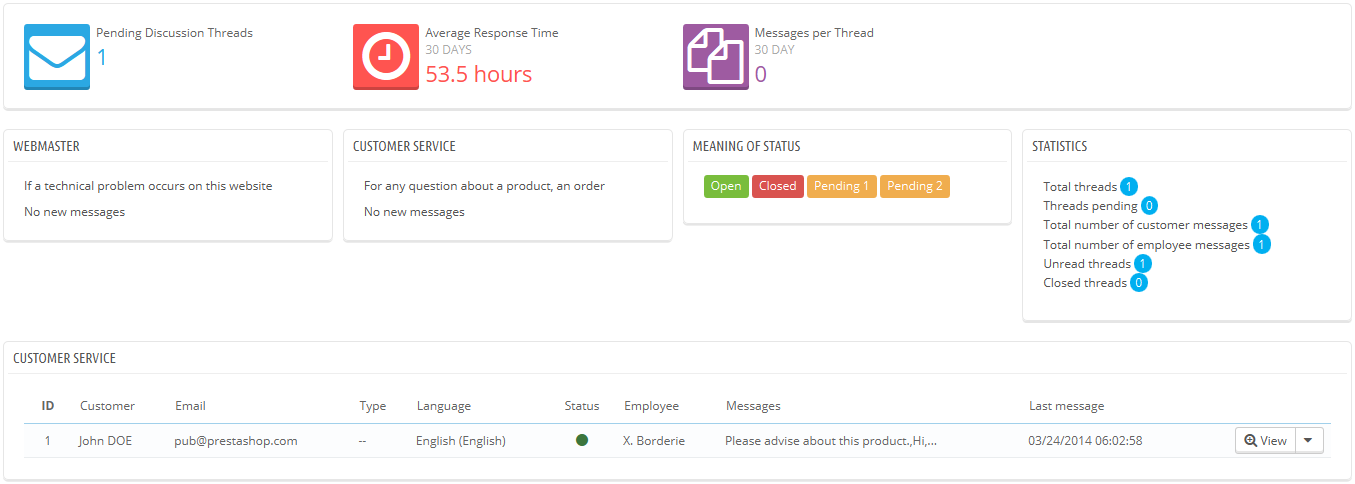 Pending Discussion Threads
1
Average Response Time
30 DAYS
53.5 hours
Messages per Thread
30 DAY
0
WEBMASTER
If a technical problem occurs on this website
No new messages
CUSTOMER SERVICE
For any question about a product, an order
No new messages
MEANING OF STATUS
Open Closed Pending 1 Pending 2
STATISTICS
Total threads 1
Threads pending 0
Total number of customer messages 1
Total number of employee messages 1
Unread threads 1
Closed threads 0
CUSTOMER SERVICE
ID Customer Email Type Language Status Employee Messages Last message
1 John DOE pub@prestashop.com -- English (English) X. Borderie Please advise about this product.,Hi,... 03/24/2014 06:02:58 View